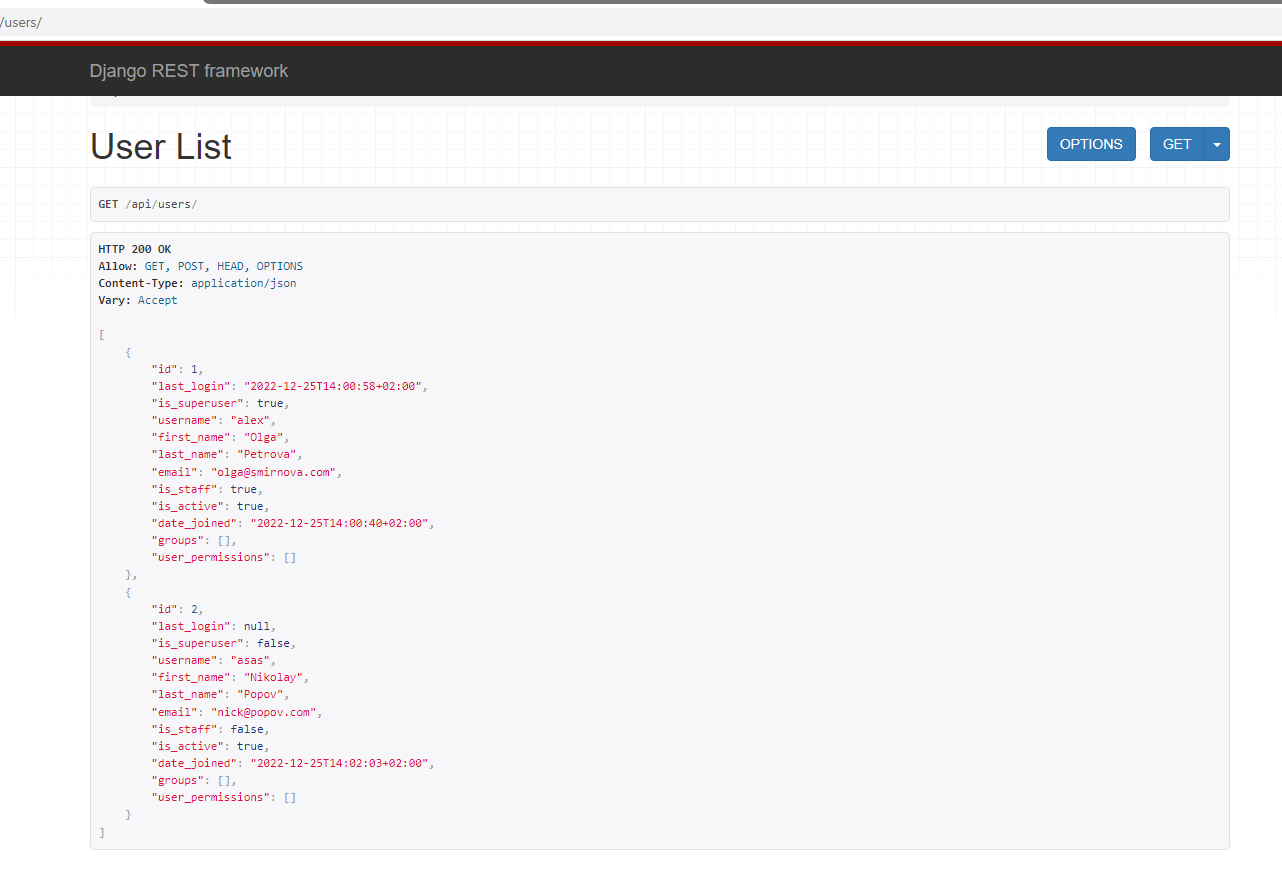 /users/
Django REST framework
User List
OPTIONS
GET
GET /api/users/
HTTP 200 OK
Allow: GET, POST, HEAD, OPTIONS
Content-Type: application/json
Vary: Accept
[
    {
        "id": 1,
        "last_login": "2022-12-25T14:00:58+02:00",
        "is_superuser": true,
        "username": "alex",
        "first_name": "Olga",
        "last_name": "Petrova",
        "email": "olga@smirnova.com",
        "is_staff": true,
        "is_active": true,
        "date_joined": "2022-12-25T14:00:40+02:00",
        "groups": [],
        "user_permissions": []
    },
    {
        "id": 2,
        "last_login": null,
        "is_superuser": false,
        "username": "asas",
        "first_name": "Nikolay",
        "last_name": "Popov",
        "email": "nick@popov.com",
        "is_staff": false,
        "is_active": true,
        "date_joined": "2022-12-25T14:02:03+02:00",
        "groups": [],
        "user_permissions": []
    }
]